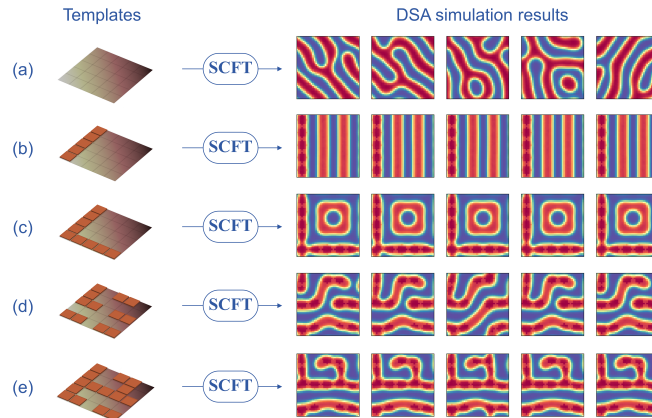 Templates DSA simulation results
(a) SCFT
(b) SCFT
(c) SCFT
(d) SCFT
(e) SCFT